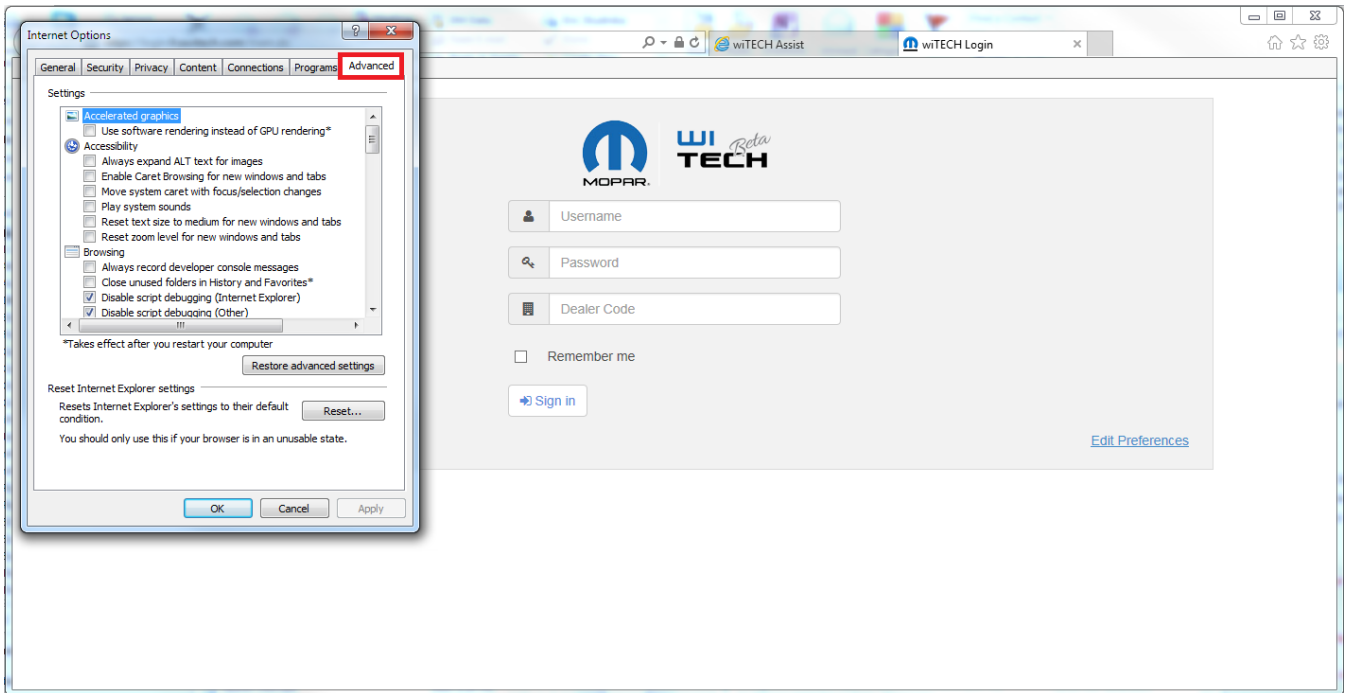 Internet Options
General Security Privacy Content Connections Programs Advanced
Settings
Accelerated graphics
Use software rendering instead of GPU rendering*
Accessibility
Always expand ALT text for images
Enable Caret Browsing for new windows and tabs
Move system caret with focus/selection changes
Play system sounds
Reset text size to medium for new windows and tabs
Reset zoom level for new windows and tabs
Browsing
Always record developer console messages
Close unused folders in History and Favorites*
Disable script debugging (Internet Explorer)
Disable script debugging (Other)
*Takes effect after you restart your computer
Restore advanced settings
Reset Internet Explorer settings
Resets Internet Explorer's settings to their default
condition.
Reset...
You should only use this if your browser is in an unusable state.
OK Cancel Apply
wiTECH Assist
wiTECH Login
MOPAR.
WI Beta
TECH
Username
Password
Dealer Code
Remember me
Sign in
Edit Preferences